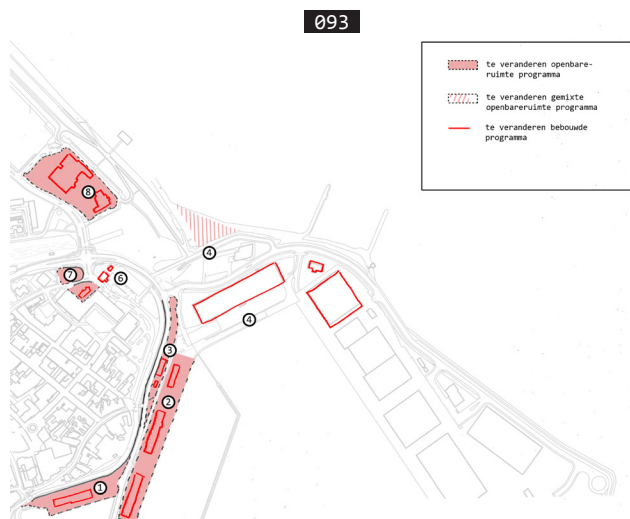 093
te veranderen openbare-
ruimte programma
te veranderen gemixte
openbareruimte programma
te veranderen bebouwde
programma
8
4
7
6
4
3
2
1